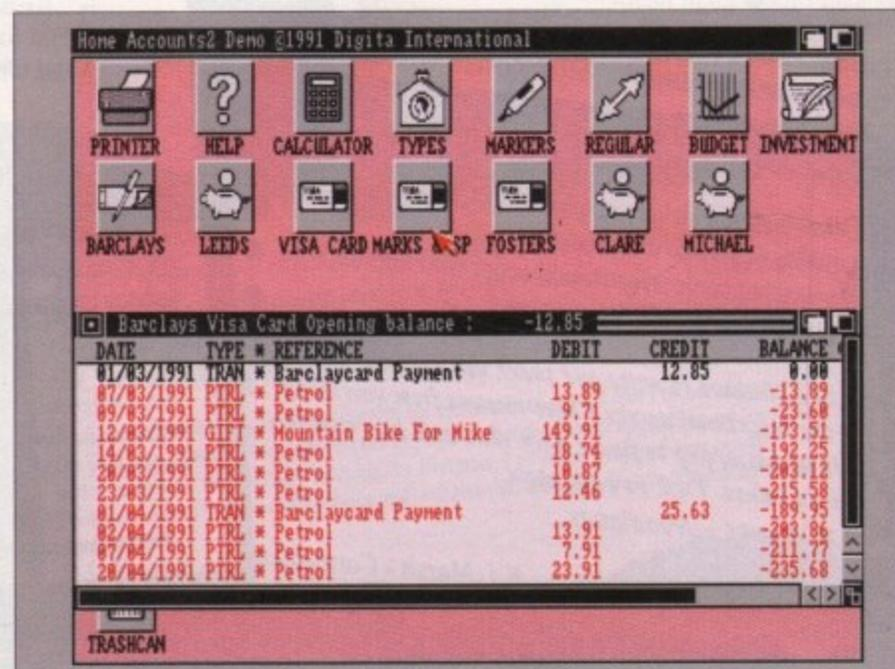 Home Accounts2 Demo ©1991 Digita International
PRINTER HELP CALCULATOR TYPES MARKERS REGULAR BUDGET INVESTMENT
BARCLAYS LEEDS VISA CARD MARKS & SP FOSTERS CLARE MICHAEL
Barclays Visa Card Opening balance : -12.85
DATE TYPE * REFERENCE DEBIT CREDIT BALANCE
01/03/1991 TRAN * Barclaycard Payment 12.85 0.00
07/03/1991 PTRL * Petrol 13.89 -13.89
09/03/1991 PTRL * Petrol 9.71 -23.60
12/03/1991 GIFT * Mountain Bike For Mike 149.91 -173.51
14/03/1991 PTRL * Petrol 18.74 -192.25
20/03/1991 PTRL * Petrol 10.87 -203.12
23/03/1991 PTRL * Petrol 12.46 -215.58
01/04/1991 TRAN * Barclaycard Payment 25.63 -189.95
02/04/1991 PTRL * Petrol 13.91 -203.86
07/04/1991 PTRL * Petrol 7.91 -211.77
20/04/1991 PTRL * Petrol 23.91 -235.68
TRASHCAN